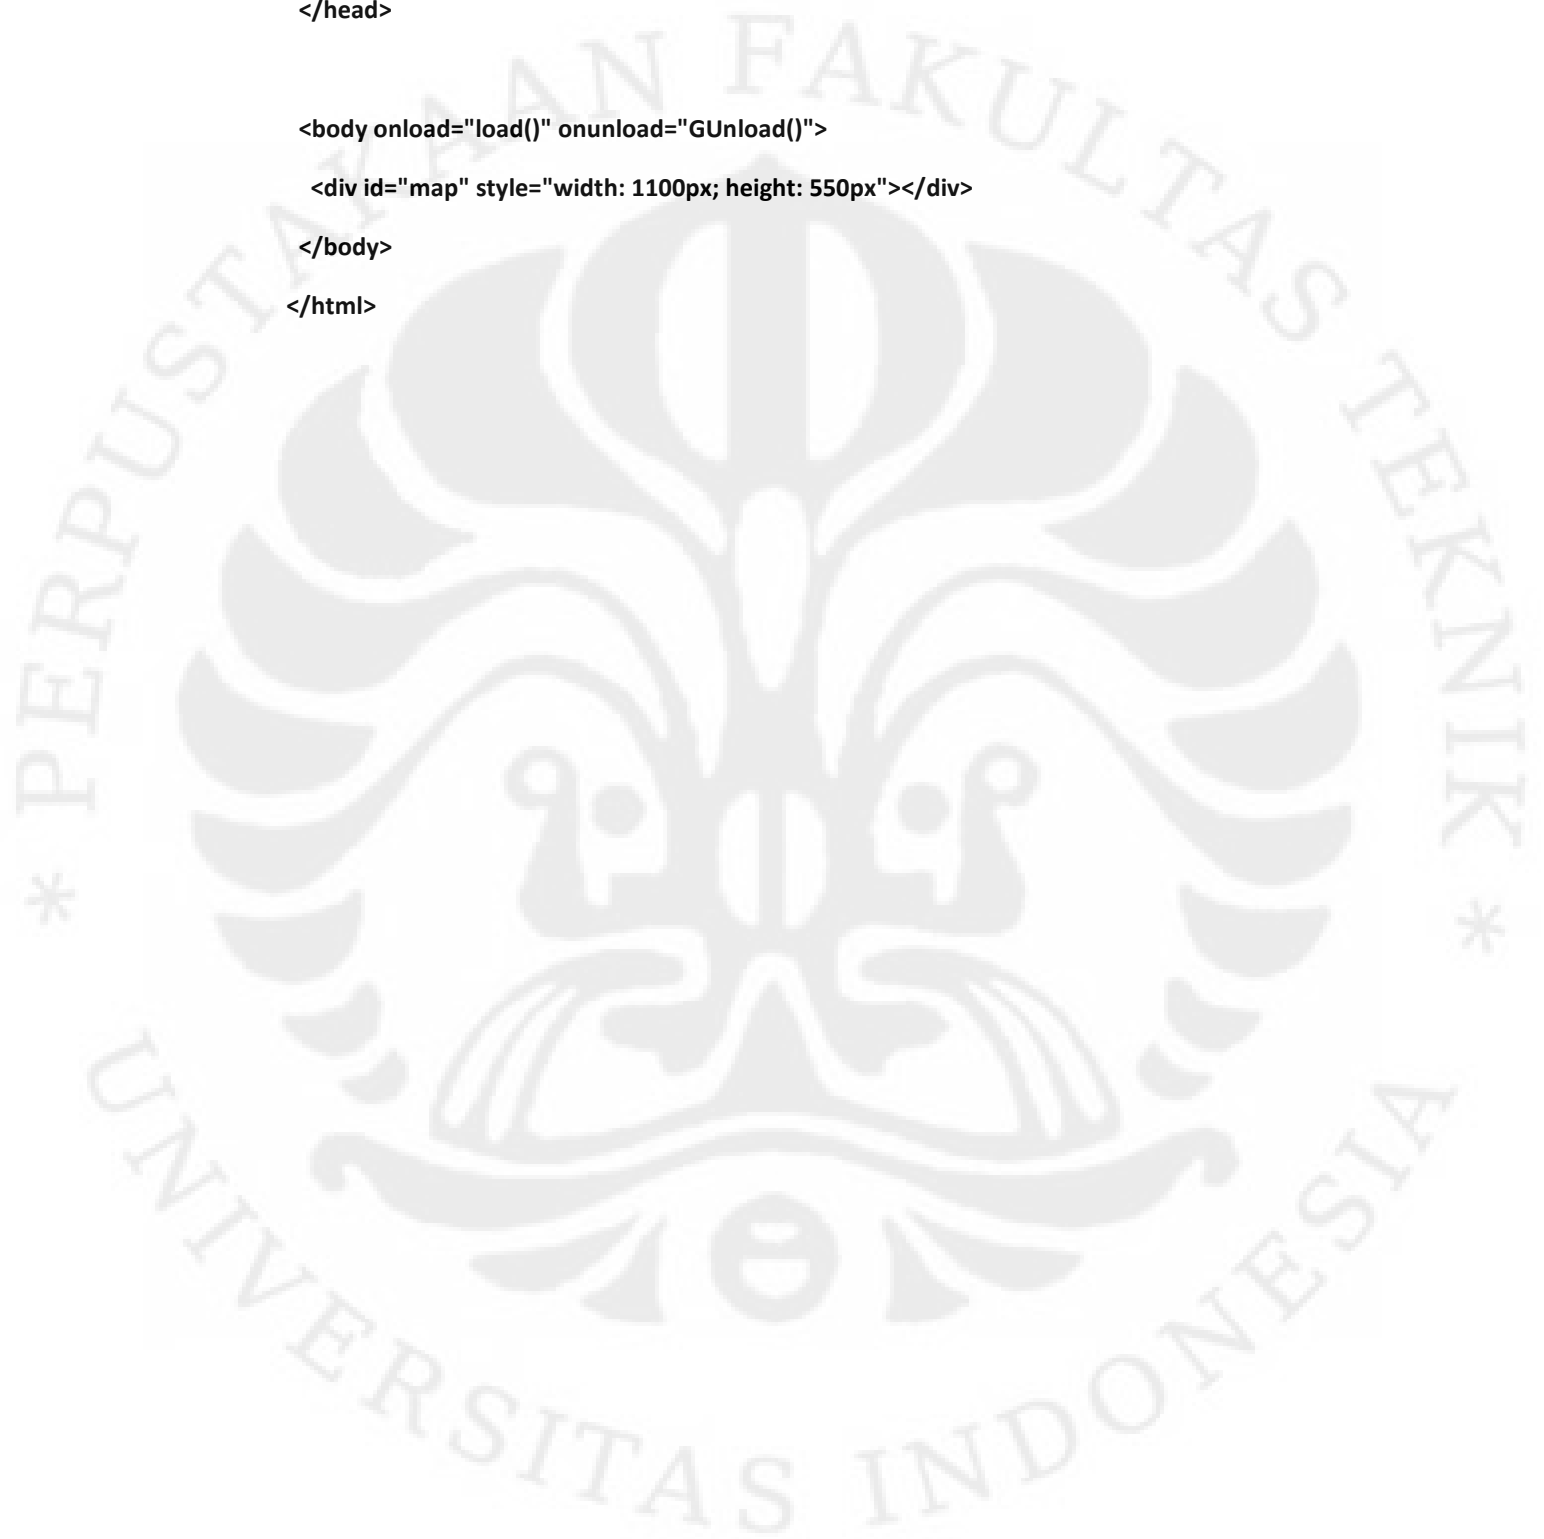 </head>
<body onload="load()" onunload="GUnload()">
<div id="map" style="width: 1100px; height: 550px"></div>
</body>
</html>
* PERPUSTAKAAN FAKULTAS TEKNIK *
UNIVERSITAS INDONESIA